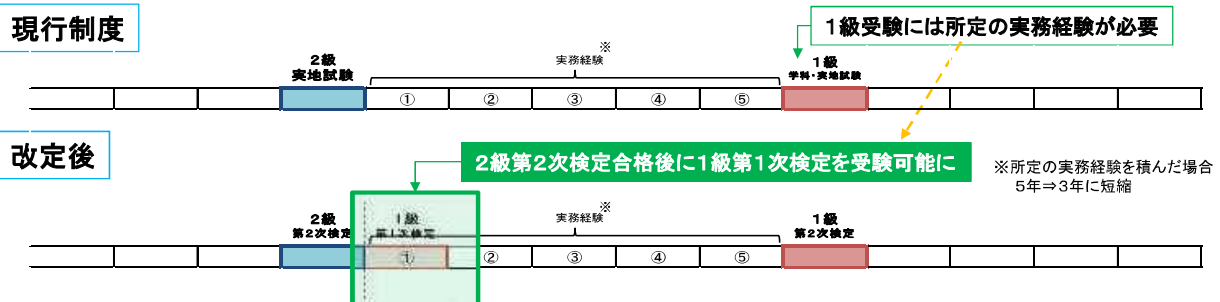 現行制度
1級受験には所定の実務経験が必要
2級
実地試験
※
実務経験
1級
学科・実地試験
① ② ③ ④ ⑤
改定後
2級第2次検定合格後に1級第1次検定を受験可能に
※所定の実務経験を積んだ場合
5年⇒3年に短縮
2級
第2次検定
1級
第1次検定
※
実務経験
1級
第2次検定
① ② ③ ④ ⑤